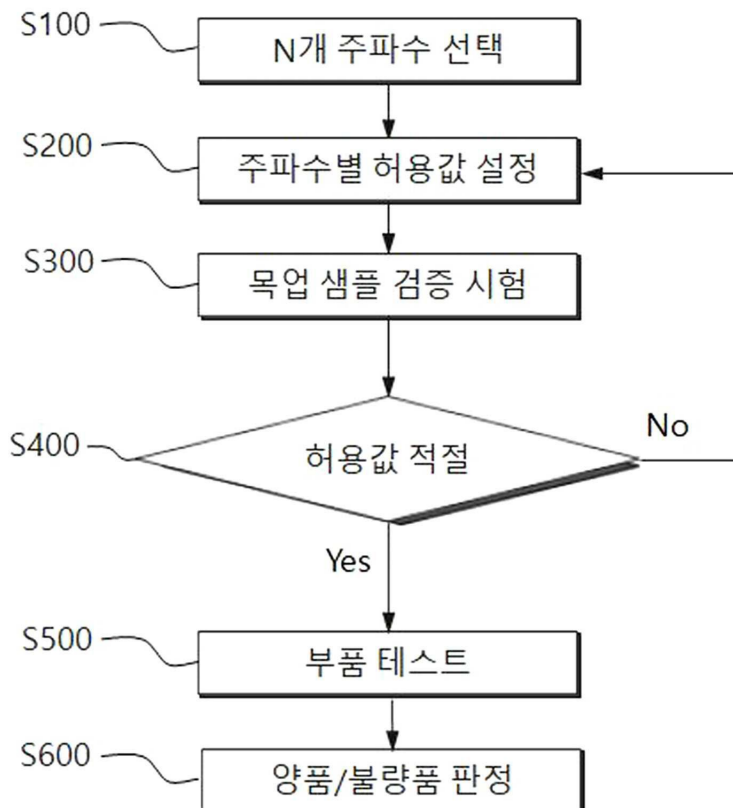 S100
N개 주파수 선택
S200
주파수별 허용값 설정
S300
목업 샘플 검증 시험
S400
허용값 적절
No
Yes
S500
부품 테스트
S600
양품/불량품 판정